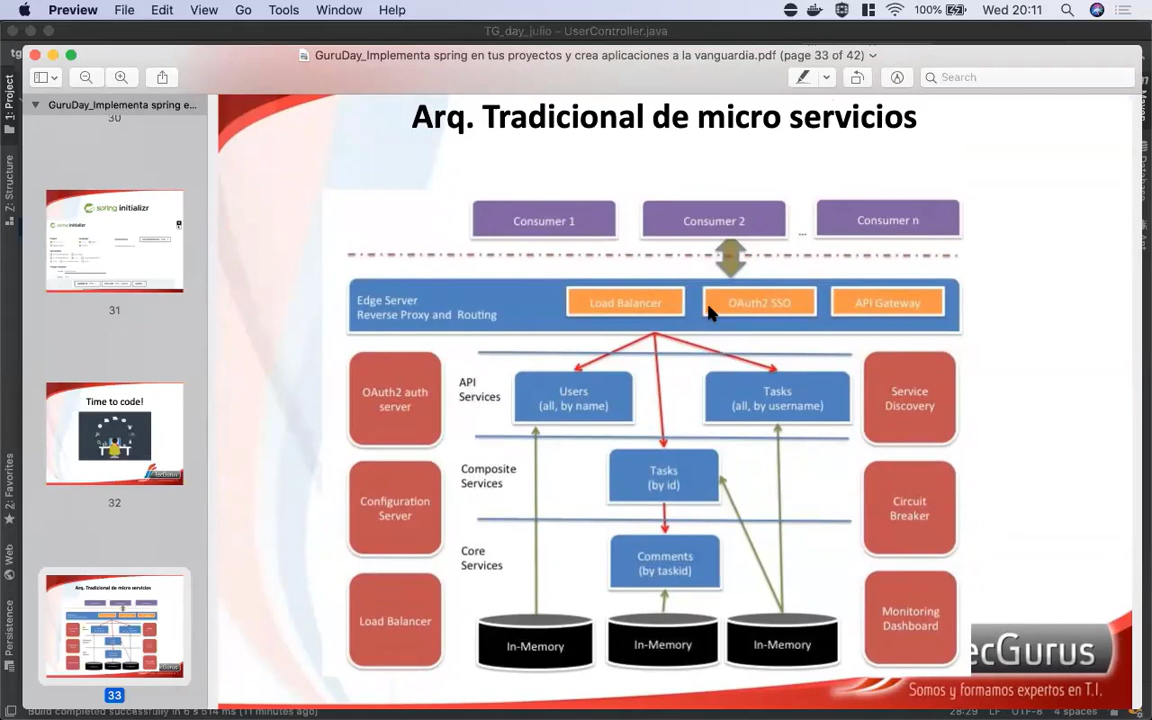 Preview File Edit View Go Tools Window Help
100% Wed 20:11
TG_day_julio – UserController.java
GuruDay_Implementa spring en tus proyectos y crea aplicaciones a la vanguardia.pdf (page 33 of 42)
Search
1: Project
Z: Structure
2: Favorites
Web
Persistence
GuruDay_Implementa spring e...
30
spring initializr
31
Time to code!
32
Arq. Tradicional de micro servicios
33
Arq. Tradicional de micro servicios
Consumer 1
Consumer 2
...
Consumer n
Edge Server
Reverse Proxy and Routing
Load Balancer
OAuth2 SSO
API Gateway
OAuth2 auth
server
API
Services
Users
(all, by name)
Tasks
(all, by username)
Service
Discovery
Configuration
Server
Composite
Services
Tasks
(by id)
Circuit
Breaker
Core
Services
Comments
(by taskid)
Load Balancer
In-Memory
In-Memory
In-Memory
Monitoring
Dashboard
ecGurus
Somos y formamos expertos en T.I.
Build completed successfully in 6 s 514 ms (11 minutes ago)
28:29 LF UTF-8 4 spaces